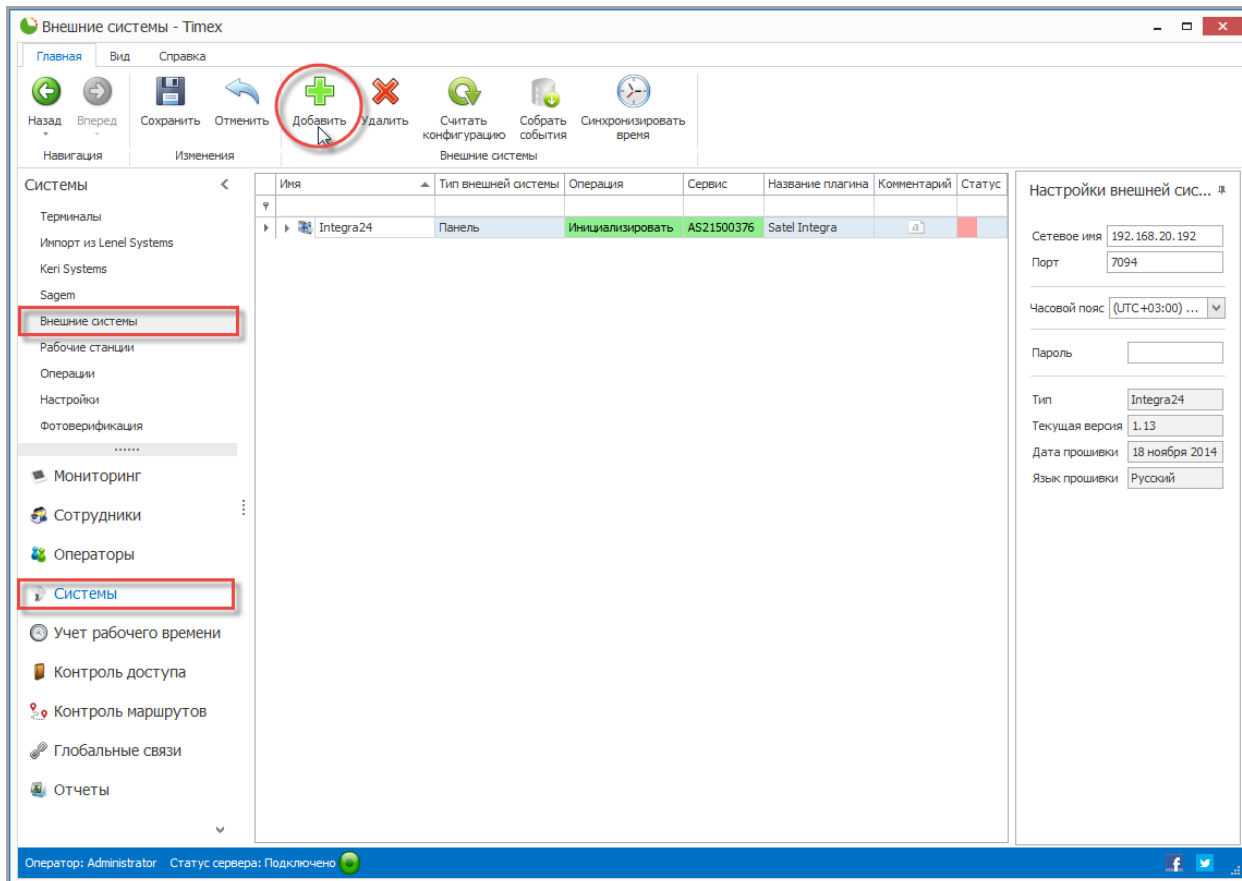 Внешние системы - Timex
Главная Вид Справка
Назад Вперед Сохранить Отменить Добавить Удалить Считать конфигурацию Собрать события Синхронизировать время
Навигация Изменения Внешние системы
Системы
Терминалы
Импорт из Lenel Systems
Keri Systems
Sagem
Внешние системы
Рабочие станции
Операции
Настройки
Фотоверификация
Мониторинг
Сотрудники
Операторы
Системы
Учет рабочего времени
Контроль доступа
Контроль маршрутов
Глобальные связи
Отчеты
Имя Тип внешней системы Операция Сервис Название плагина Комментарий Статус
Integra24 Панель Инициализировать AS21500376 Satel Integra a
Настройки внешней сис...
Сетевое имя 192.168.20.192
Порт 7094
Часовой пояс (UTC+03:00) ...
Пароль
Тип Integra24
Текущая версия 1.13
Дата прошивки 18 ноября 2014
Язык прошивки Русский
Оператор: Administrator Статус сервера: Подключено